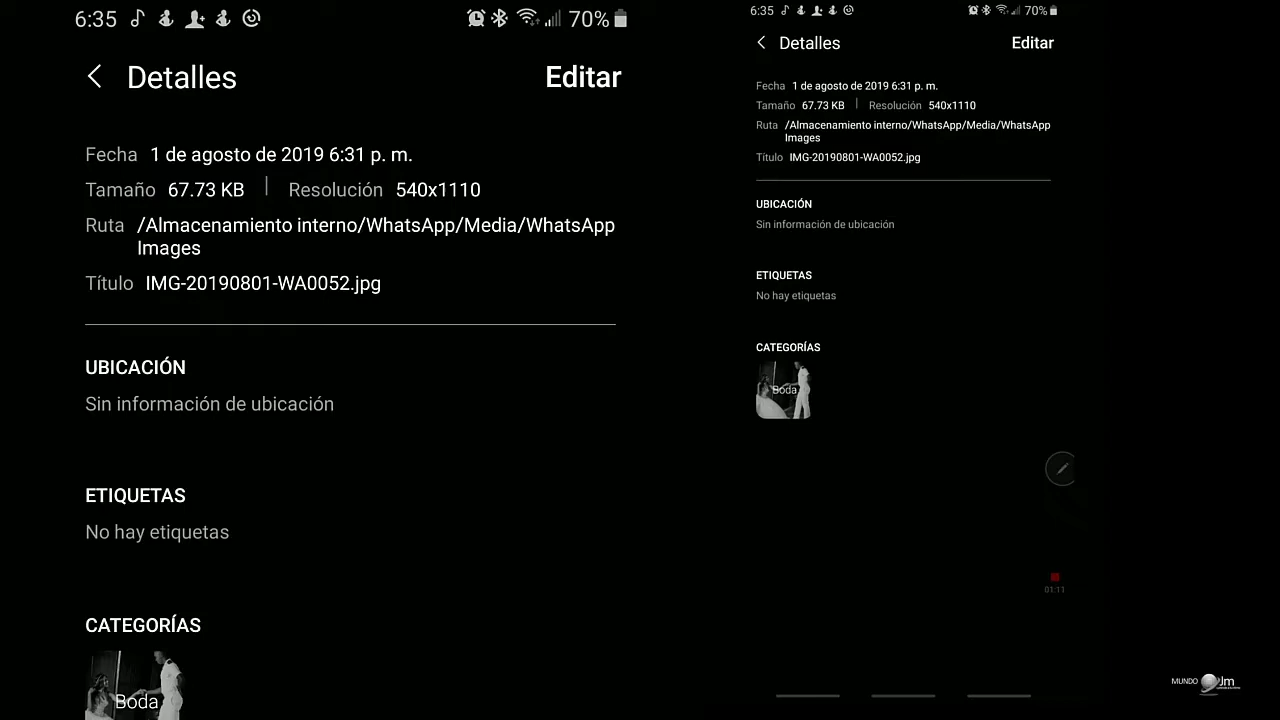 6:35
70%
Detalles
Editar
Fecha 1 de agosto de 2019 6:31 p. m.
Tamaño 67.73 KB | Resolución 540x1110
Ruta /Almacenamiento interno/WhatsApp/Media/WhatsApp
Images
Título IMG-20190801-WA0052.jpg
UBICACIÓN
Sin información de ubicación
ETIQUETAS
No hay etiquetas
CATEGORÍAS
Boda
6:35
70%
Detalles
Editar
Fecha 1 de agosto de 2019 6:31 p. m.
Tamaño 67.73 KB | Resolución 540x1110
Ruta /Almacenamiento interno/WhatsApp/Media/WhatsApp
Images
Título IMG-20190801-WA0052.jpg
UBICACIÓN
Sin información de ubicación
ETIQUETAS
No hay etiquetas
CATEGORÍAS
Boda
01:11
MUNDO Jm